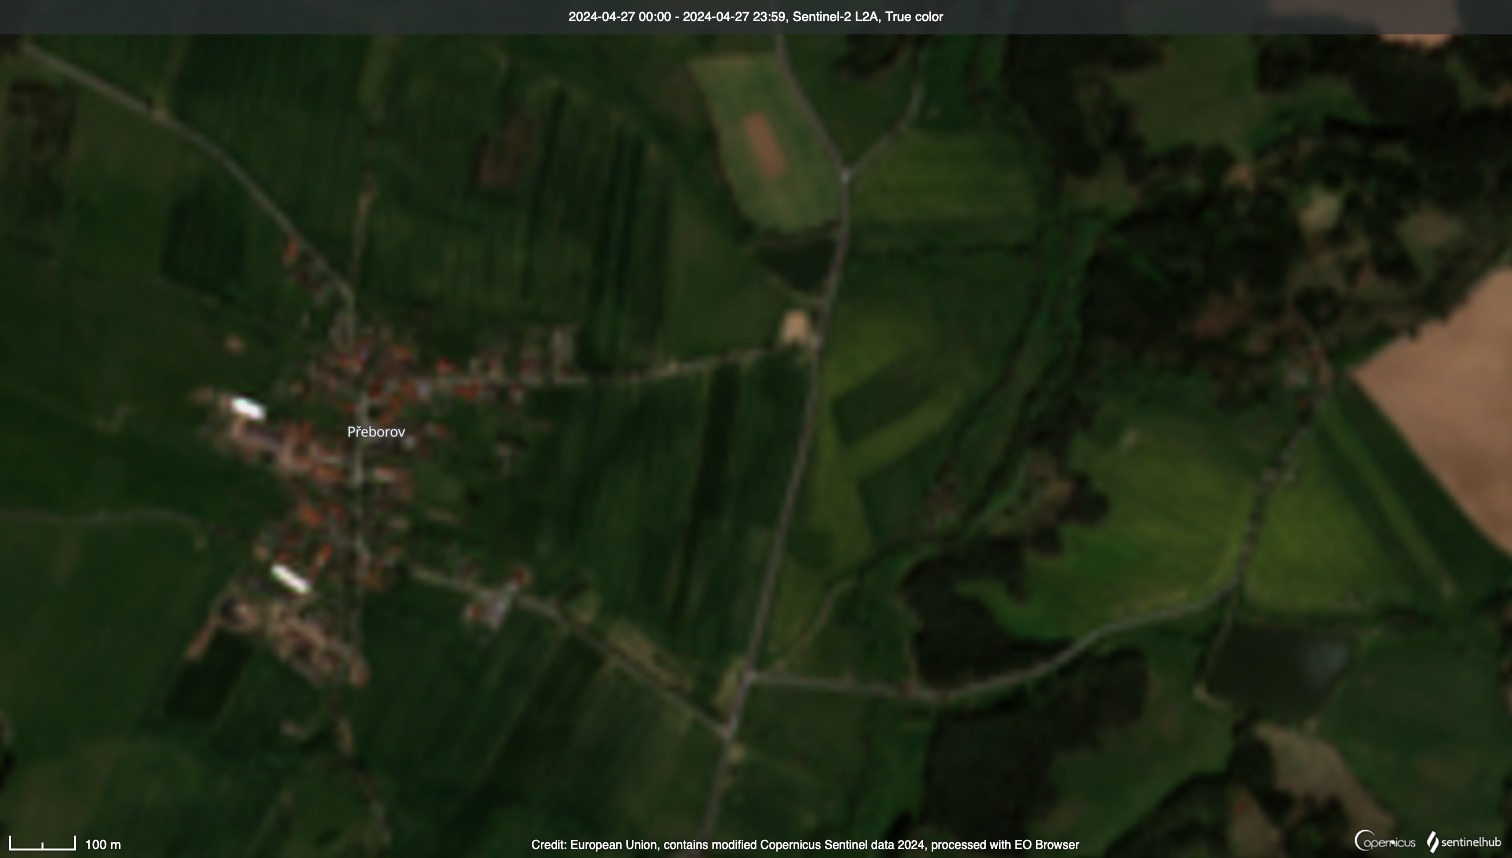 2024-04-27 00:00 - 2024-04-27 23:59, Sentinel-2 L2A, True color
Přeborov
100 m
Credit: European Union, contains modified Copernicus Sentinel data 2024, processed with EO Browser
opernicus
sentinelhub